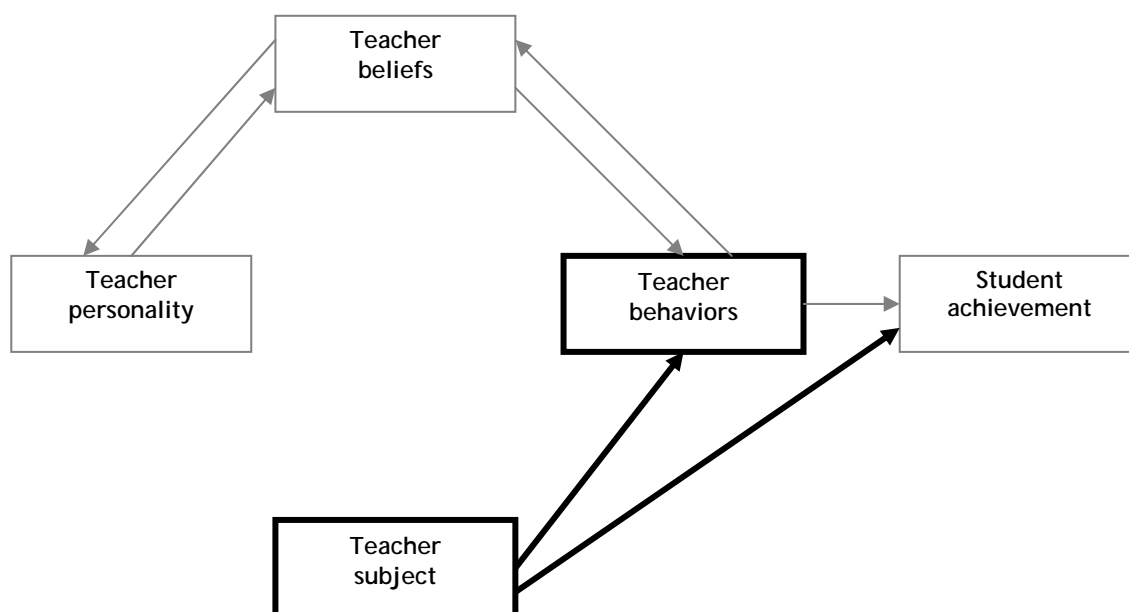 Teacher
beliefs
Teacher
personality
Teacher
behaviors
Student
achievement
Teacher
subject